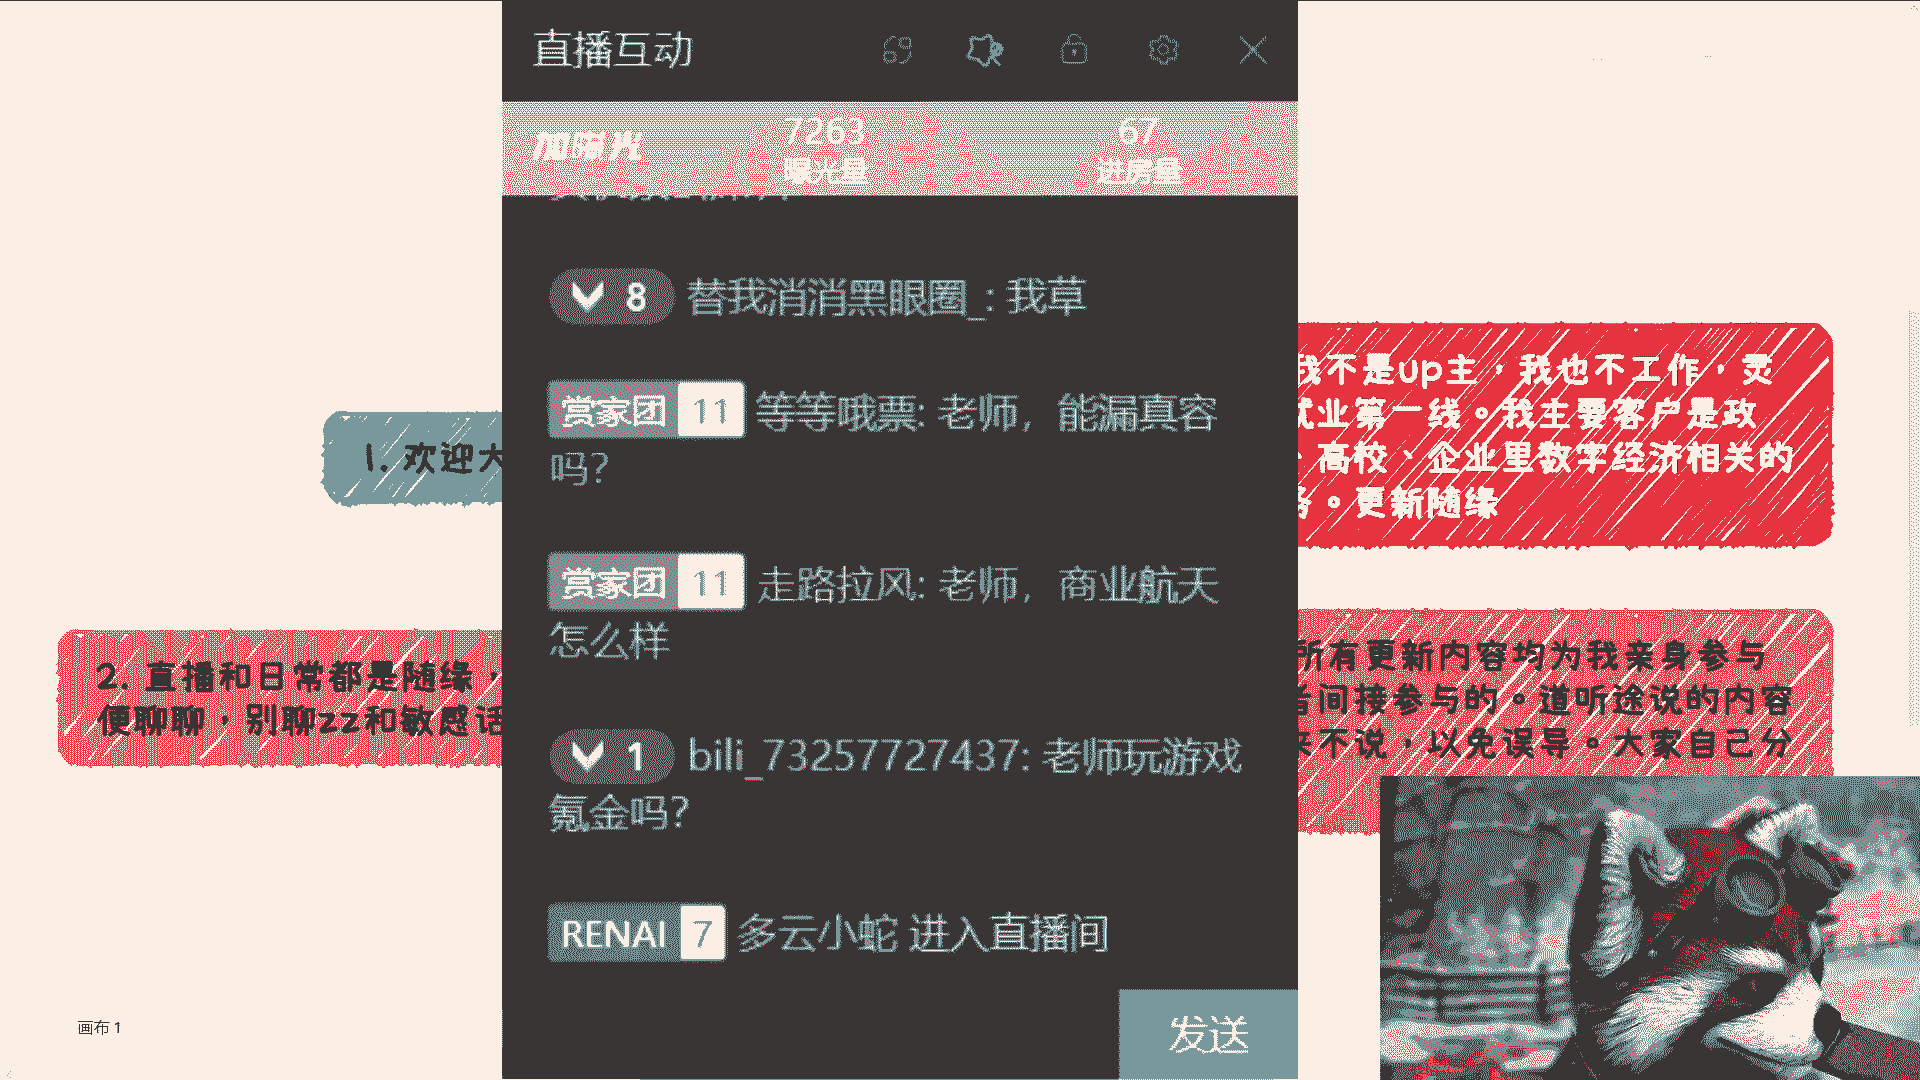 直播互动
加曝光
7263
曝光量
67
进房量
8 替我消消黑眼圈_: 我草
赏家团 11 等等哦票: 老师，能漏真容
吗?
赏家团 11 走路拉风: 老师，商业航天
怎么样
1 bili_73257727437: 老师玩游戏
氪金吗?
RENAI 7 多云小蛇 进入直播间
发送
1. 欢迎大
2. 直播和日常都是随缘，
便聊聊，别聊zz和敏感话
我不是up主，我也不工作，灵
就业第一线。我主要客户是政
、高校、企业里数字经济相关的
务。更新随缘
所有更新内容均为我亲身参与
者间接参与的。道听途说的内容
来不说，以免误导。大家自己分
画布 1